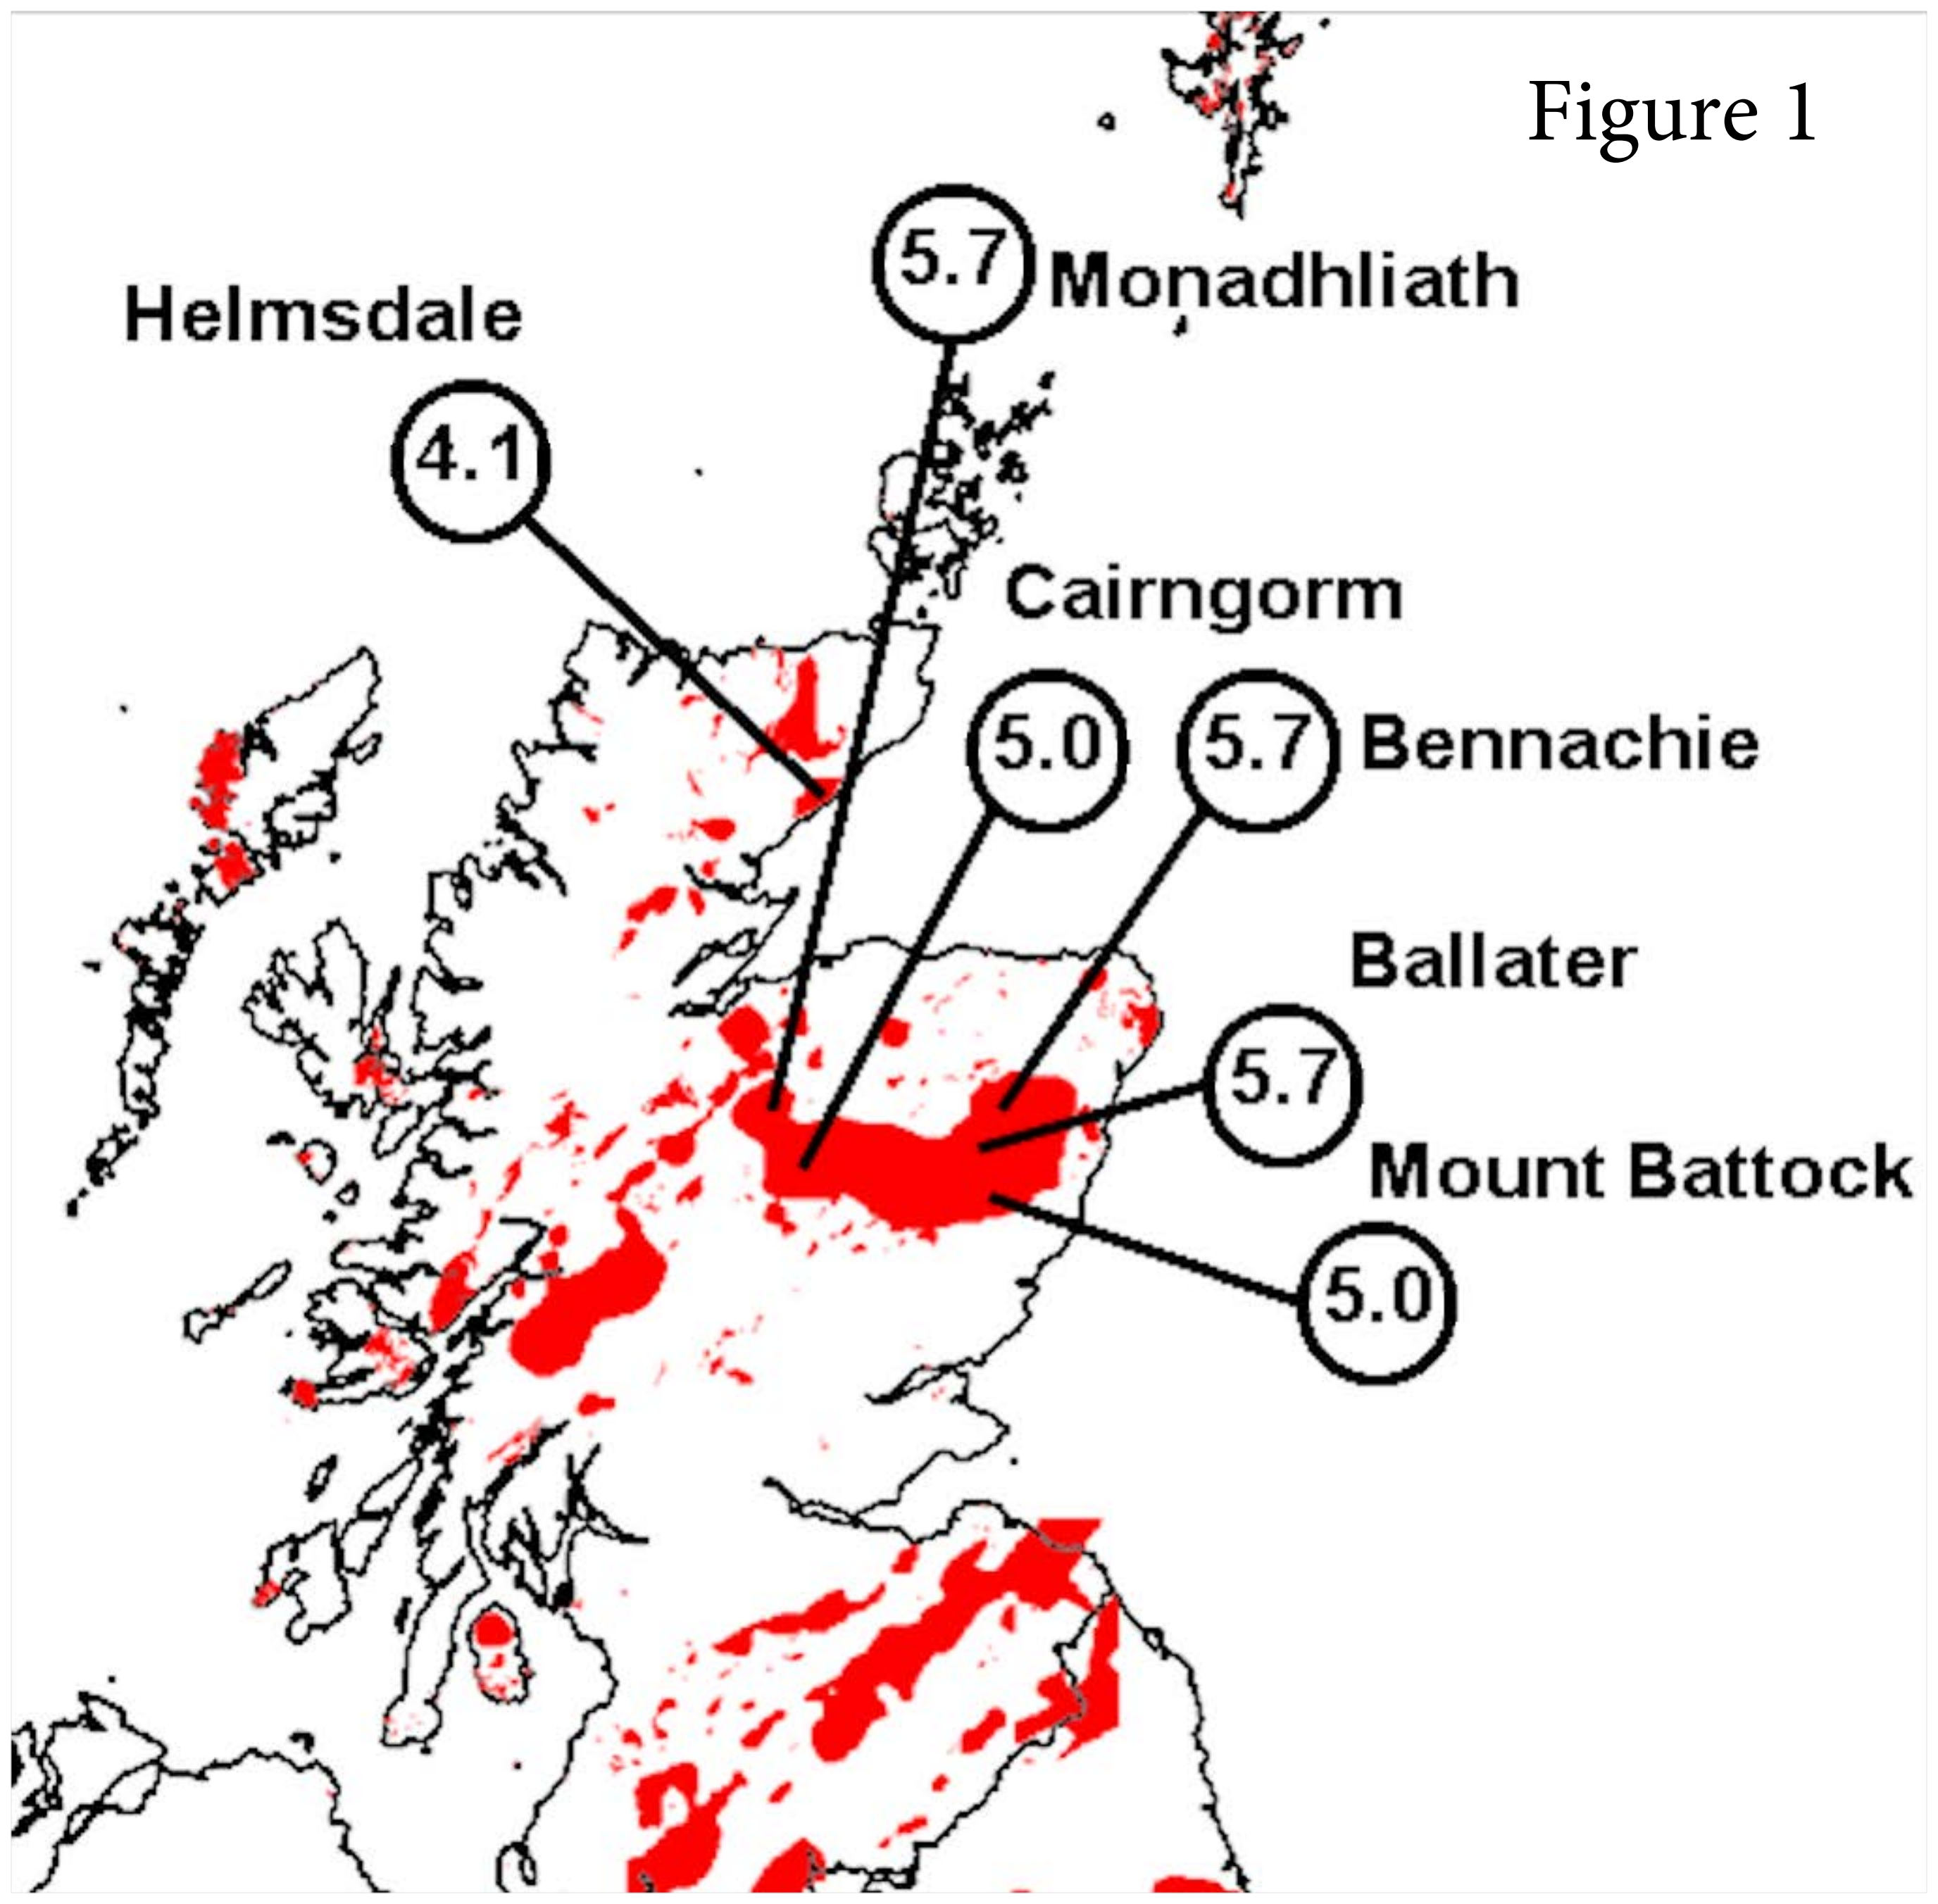 Figure 1
5.7 Monadhliath
Helmsdale
4.1
Cairngorm
5.0
5.7 Bennachie
Ballater
5.7
Mount Battock
5.0